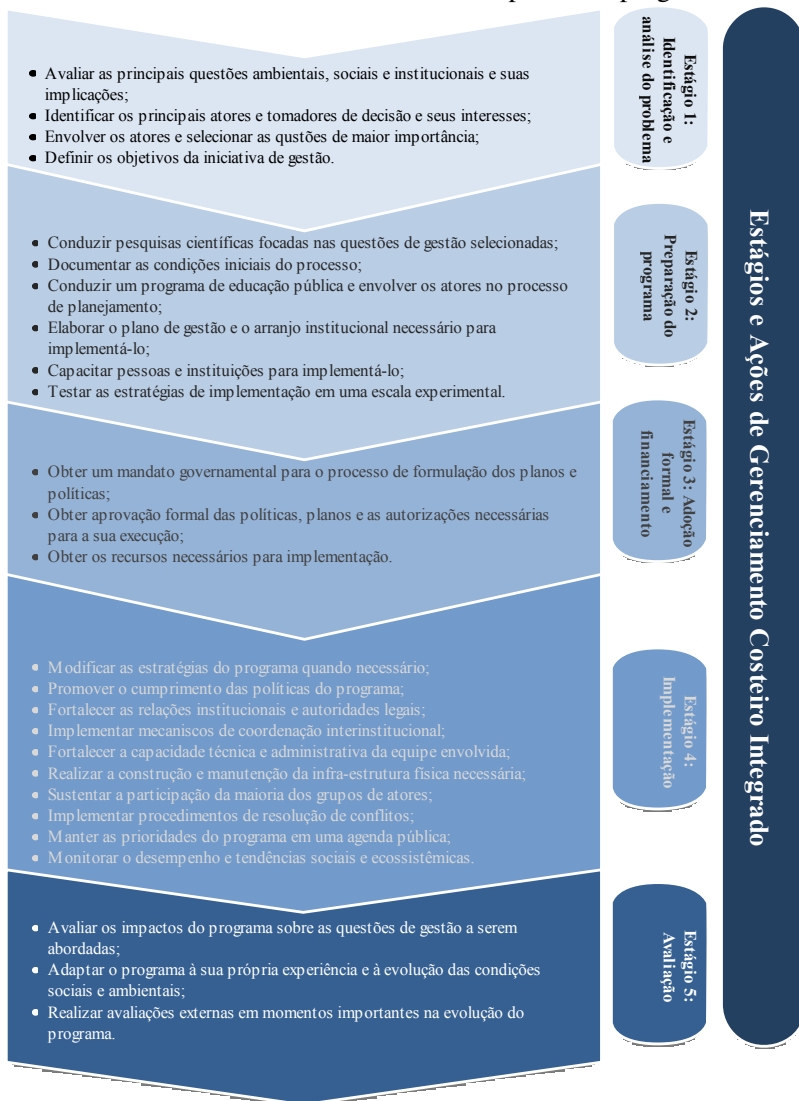 • Avaliar as principais questões ambientais, sociais e institucionais e suas
implicações;
• Identificar os principais atores e tomadores de decisão e seus interesses;
• Envolver os atores e selecionar as qustões de maior importância;
• Definir os objetivos da iniciativa de gestão.
Estágio 1:
Identificação e
análise do problema
• Conduzir pesquisas científicas focadas nas questões de gestão selecionadas;
• Documentar as condições iniciais do processo;
• Conduzir um programa de educação pública e envolver os atores no processo
de planejamento;
• Elaborar o plano de gestão e o arranjo institucional necessário para
implementá-lo;
• Capacitar pessoas e instituições para implementá-lo;
• Testar as estratégias de implementação em uma escala experimental.
Estágio 2:
Preparação do
programa
• Obter um mandato governamental para o processo de formulação dos planos e
políticas;
• Obter aprovação formal das políticas, planos e as autorizações necessárias
para a sua execução;
• Obter os recursos necessários para implementação.
Estágio 3: Adoção
formal e
financiamento
• Modificar as estratégias do programa quando necessário;
• Promover o cumprimento das políticas do programa;
• Fortalecer as relações institucionais e autoridades legais;
• Implementar mecaniscos de coordenação interinstitucional;
• Fortalecer a capacidade técnica e administrativa da equipe envolvida;
• Realizar a construção e manutenção da infra-estrutura física necessária;
• Sustentar a participação da maioria dos grupos de atores;
• Implementar procedimentos de resolução de conflitos;
• Manter as prioridades do programa em uma agenda pública;
• Monitorar o desempenho e tendências sociais e ecossistêmicas.
Estágio 4:
Implementação
• Avaliar os impactos do programa sobre as questões de gestão a serem
abordadas;
• Adaptar o programa à sua própria experiência e à evolução das condições
sociais e ambientais;
• Realizar avaliações externas em momentos importantes na evolução do
programa.
Estágio 5:
Avaliação
Estágios e Ações de Gerenciamento Costeiro Integrado